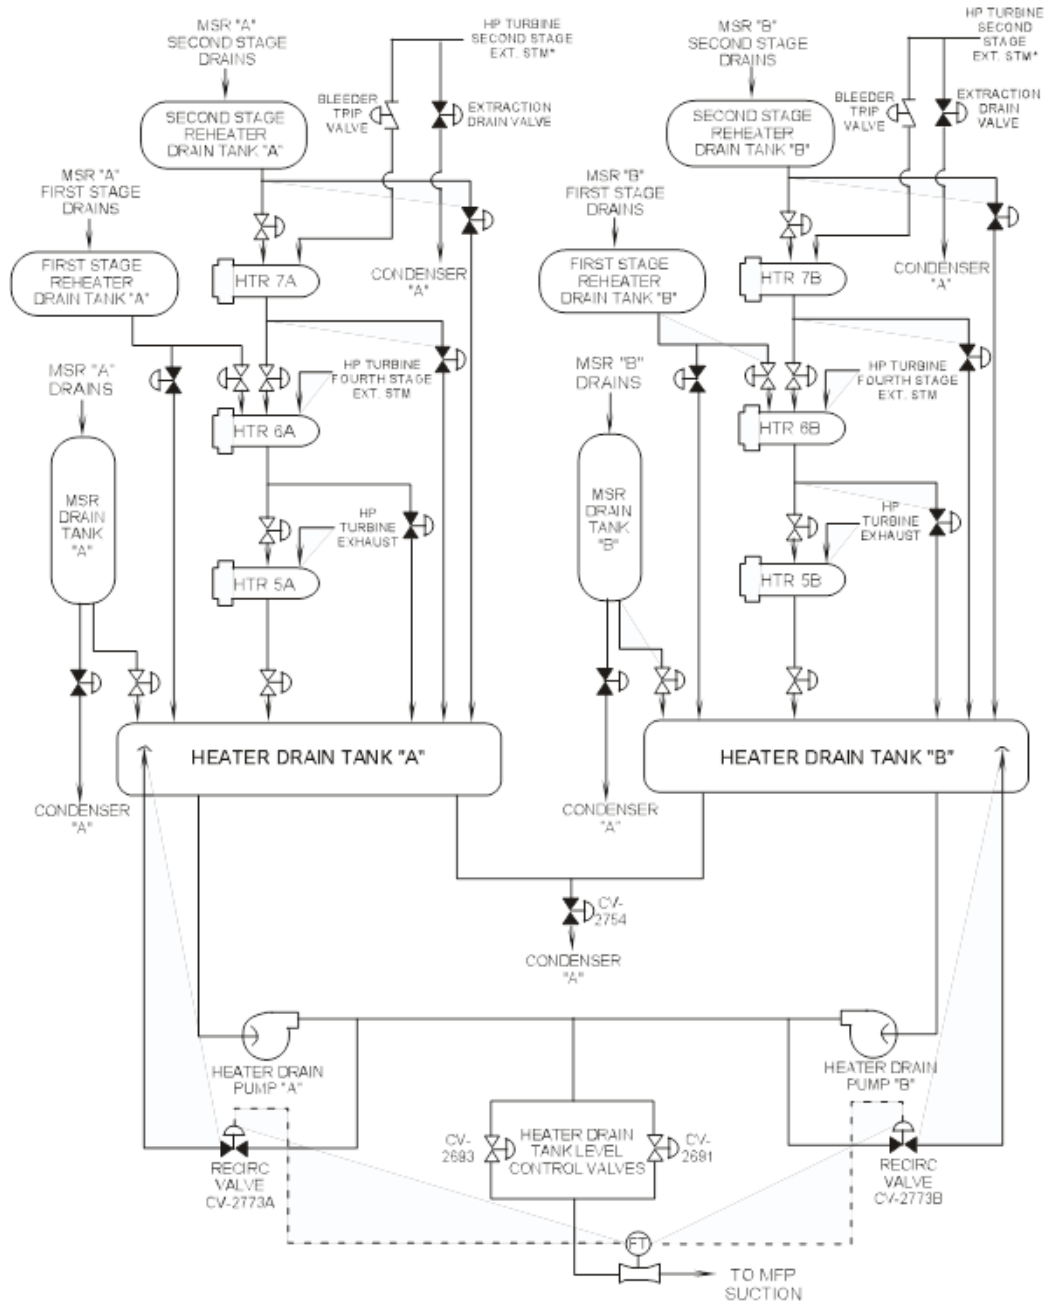 MSR "A"
SECOND STAGE
DRAINS
HP TURBINE
SECOND STAGE
EXT. STM*
BLEEDER
TRIP
VALVE
EXTRACTION
DRAIN VALVE
SECOND STAGE
REHEATER
DRAIN TANK "A"
MSR "A"
FIRST STAGE
DRAINS
FIRST STAGE
REHEATER
DRAIN TANK "A"
HTR 7A
CONDENSER
"A"
MSR "A"
DRAINS
HP TURBINE
FOURTH STAGE
EXT. STM
HTR 6A
MSR
DRAIN
TANK
"A"
HP
TURBINE
EXHAUST
HTR 5A
HEATER DRAIN TANK "A"
CONDENSER
"A"
MSR "B"
SECOND STAGE
DRAINS
HP TURBINE
SECOND
STAGE
EXT. STM*
BLEEDER
TRIP
VALVE
EXTRACTION
DRAIN
VALVE
SECOND STAGE
REHEATER
DRAIN TANK "B"
MSR "B"
FIRST STAGE
DRAINS
FIRST STAGE
REHEATER
DRAIN TANK "B"
HTR 7B
CONDENSER
"A"
MSR "B"
DRAINS
HP TURBINE
FOURTH STAGE
EXT. STM
HTR 6B
MSR
DRAIN
TANK
"B"
HP
TURBINE
EXHAUST
HTR 5B
HEATER DRAIN TANK "B"
CONDENSER
"A"
CV-
2754
CONDENSER
"A"
HEATER DRAIN
PUMP "A"
HEATER DRAIN
PUMP "B"
CV-
2693
HEATER DRAIN
TANK LEVEL
CONTROL VALVES
CV-
2691
RECIRC
VALVE
CV-2773A
RECIRC
VALVE
CV-2773B
FT
TO MFP
SUCTION